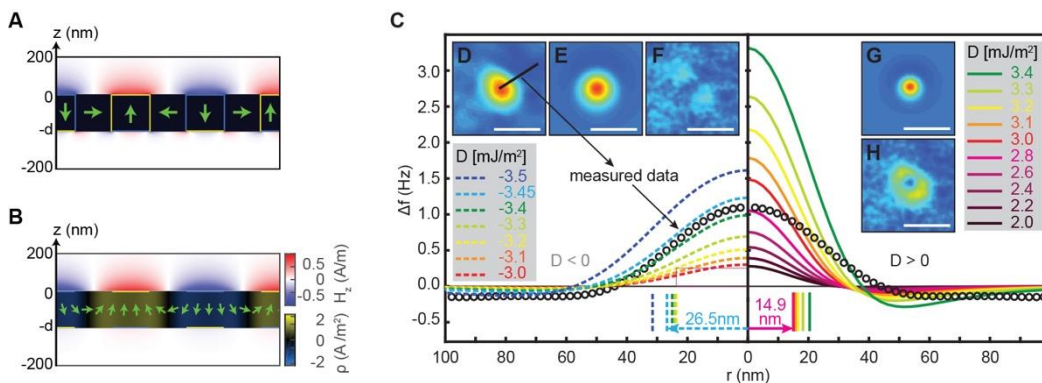 A
z (nm)
200
0
-d
200
B
z (nm)
200
0
-d
200
0.5
0
-0.5
H_z (A/m)
2
0
-2
ρ (A/m²)
C
Δf (Hz)
3.0
2.5
2.0
1.5
1.0
0.5
0.0
-0.5
D
E
F
measured data
D [mJ/m²]
-3.5
-3.45
-3.4
-3.3
-3.2
-3.1
-3.0
D < 0
D > 0
26.5nm
14.9
nm
G
H
D [mJ/m²]
3.4
3.3
3.2
3.1
3.0
2.8
2.6
2.4
2.2
2.0
100
80
60
40
20
0
20
40
60
80
r (nm)
r (nm)